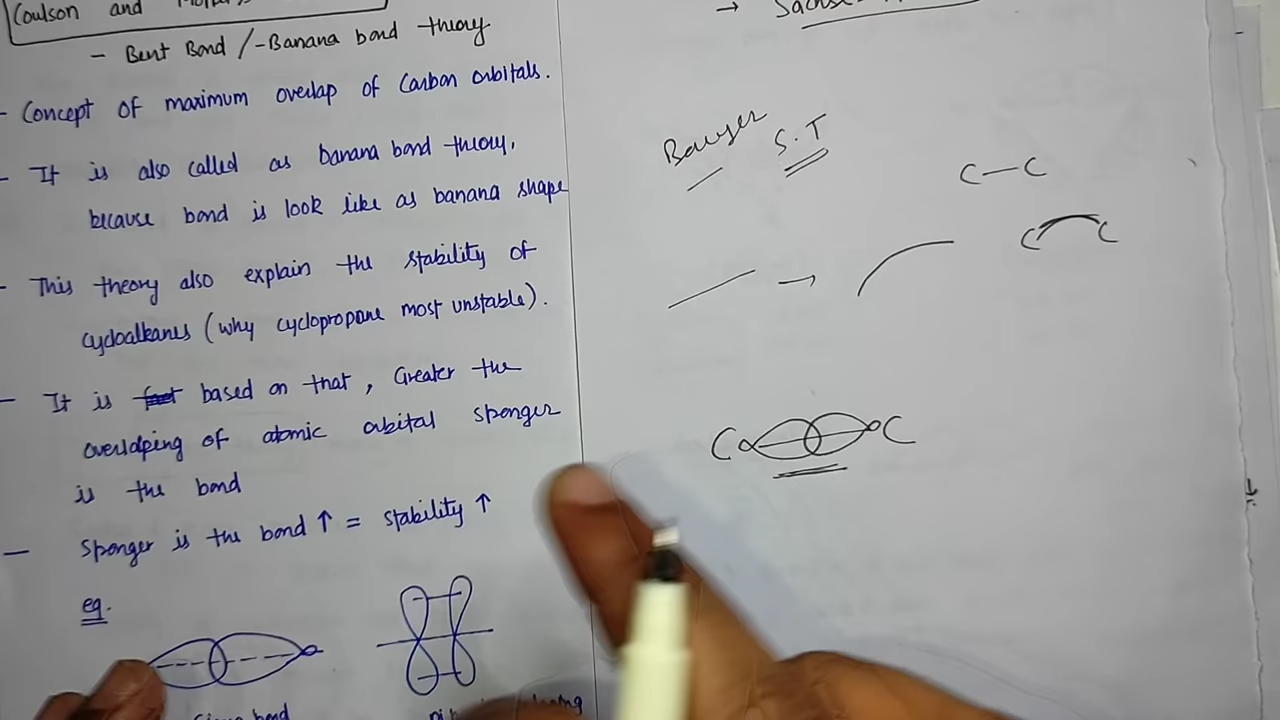 Coulson and
- Bent Bond /-Banana bond theory
- Concept of maximum overlap of Carbon orbitals.
- It is also called as banana bond theory,
because bond is look like as banana shape
- This theory also explain the stability of
cycloalkanes (why cyclopropane most unstable).
- It is based on that, Greater the
overlaping of atomic orbital sponger
is the bond
- Sponger is the bond ↑ = stability ↑
eg.
bond
→
Baeyer S.T
C-C
C C
→
C C